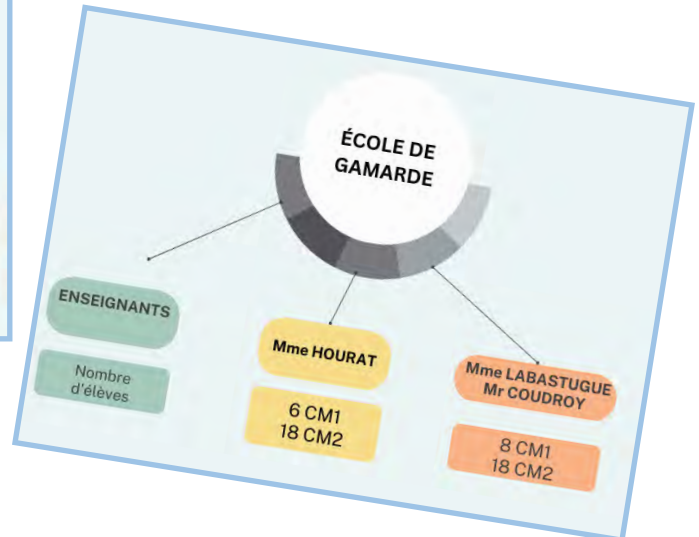 ÉCOLE DE
GAMARDE
ENSEIGNANTS
Nombre
d'élèves
Mme HOURAT
6 CM1
18 CM2
Mme LABASTUGUE
Mr COUDROY
8 CM1
18 CM2